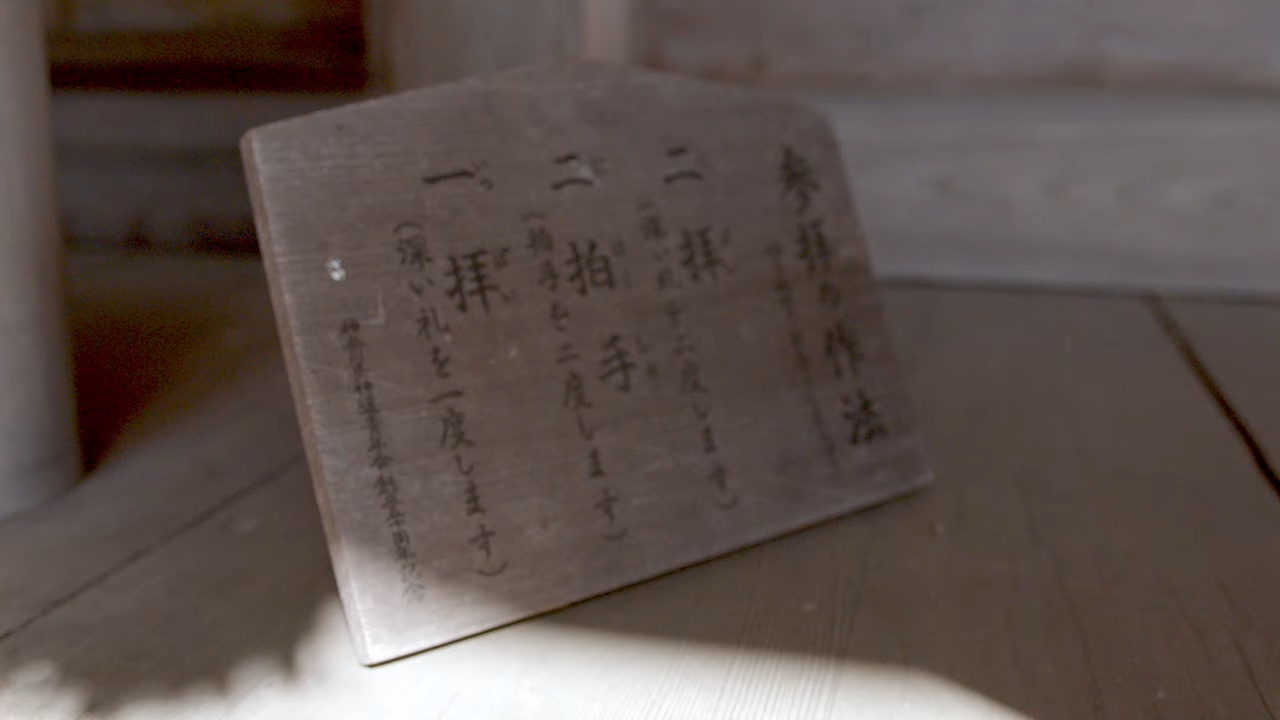 参拝の作法
二拝
(深い礼を二度します)
二拍手
(拍手を二度します)
一拝
(深い礼を一度します)